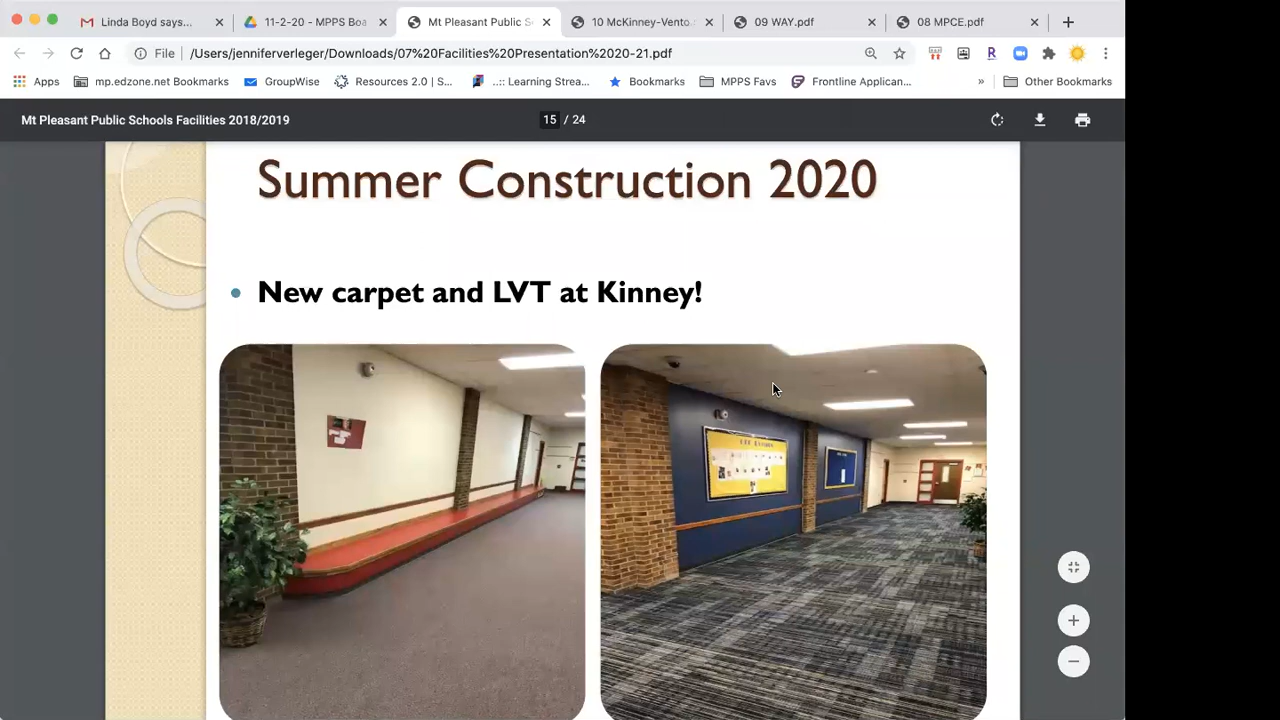 Linda Boyd says...
11-2-20 - MPPS Boa
Mt Pleasant Public S
10 McKinney-Vento.
09 WAY.pdf
08 MPCE.pdf
File
/Users/jenniferverleger/Downloads/07%20Facilities%20Presentation%2020-21.pdf
Apps
mp.edzone.net Bookmarks
GroupWise
Resources 2.0 | S...
..:: Learning Strea...
Bookmarks
MPPS Favs
Frontline Applican...
»
Other Bookmarks
Mt Pleasant Public Schools Facilities 2018/2019
15 / 24
Summer Construction 2020
• New carpet and LVT at Kinney!